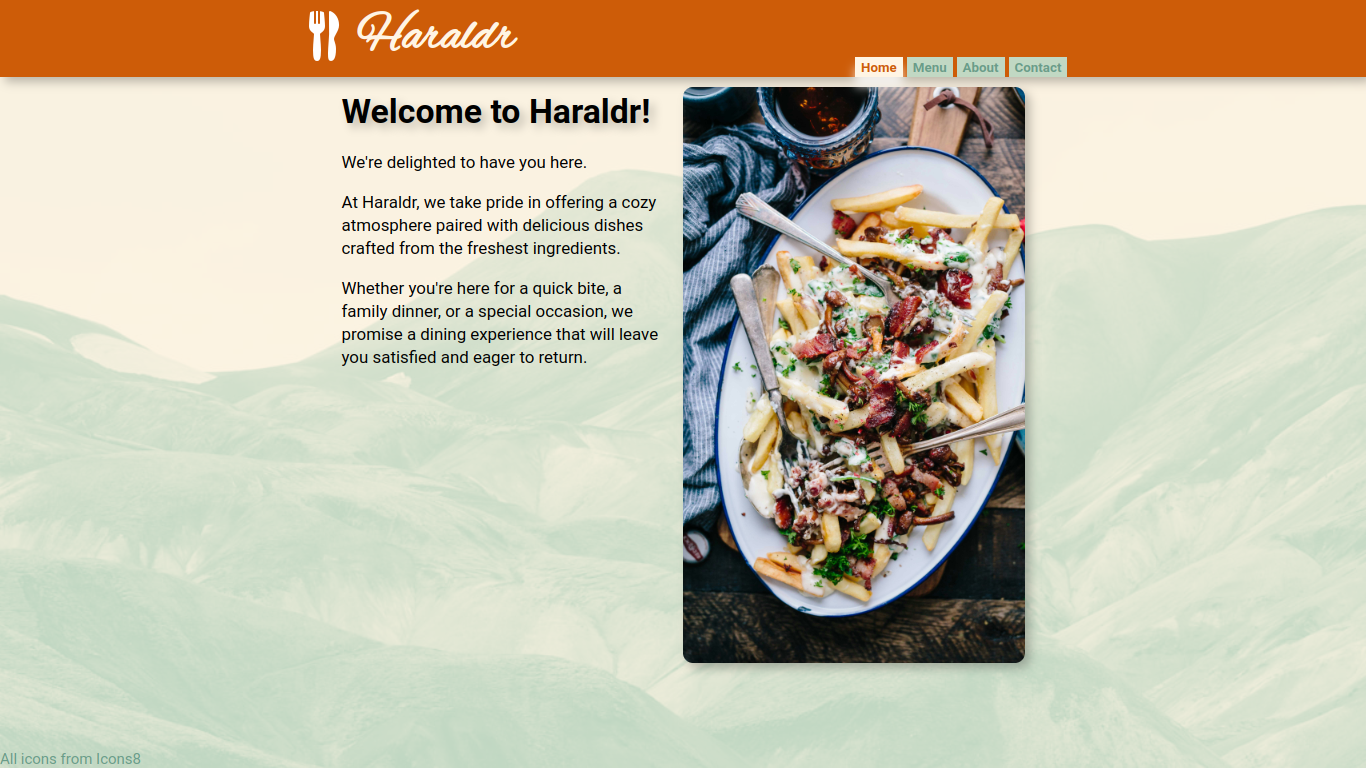 Haraldr
Home Menu About Contact
Welcome to Haraldr!
We're delighted to have you here.
At Haraldr, we take pride in offering a cozy
atmosphere paired with delicious dishes
crafted from the freshest ingredients.
Whether you're here for a quick bite, a
family dinner, or a special occasion, we
promise a dining experience that will leave
you satisfied and eager to return.
All icons from Icons8